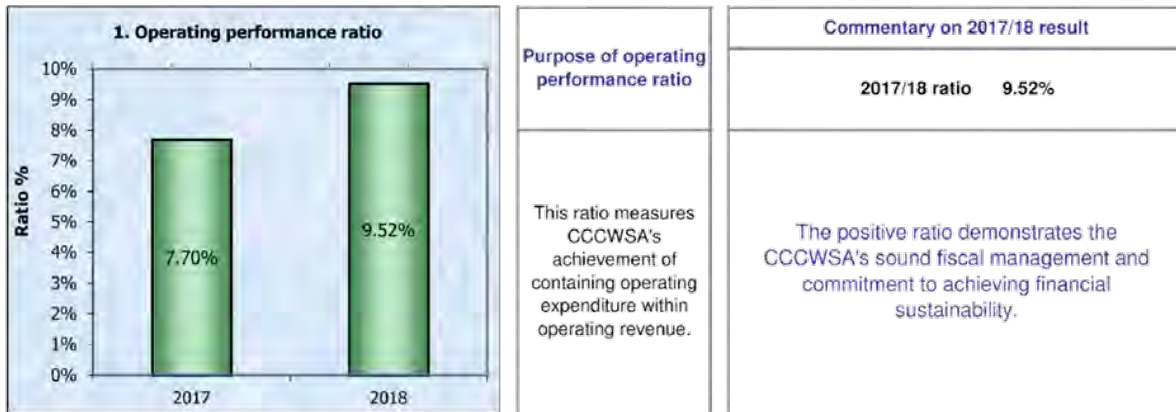 1. Operating performance ratio
10%
9%
8%
7%
6%
5%
4%
3%
2%
1%
0%
Ratio %
7.70%
9.52%
2017
2018
Purpose of operating
performance ratio
This ratio measures
CCCWSA's
achievement of
containing operating
expenditure within
operating revenue.
Commentary on 2017/18 result
2017/18 ratio 9.52%
The positive ratio demonstrates the
CCCWSA's sound fiscal management and
commitment to achieving financial
sustainability.